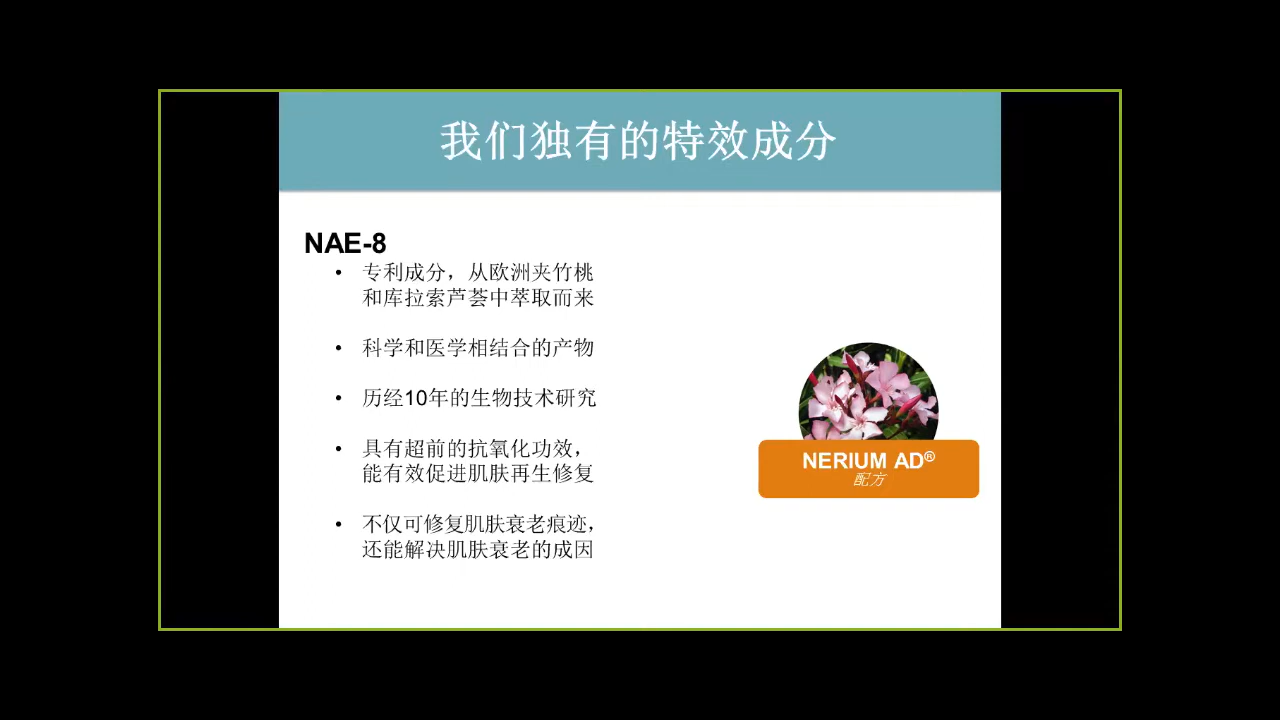 我们独有的特效成分
NAE-8
• 专利成分，从欧洲夹竹桃
和库拉索芦荟中萃取而来
• 科学和医学相结合的产物
• 历经10年的生物技术研究
• 具有超前的抗氧化功效，
能有效促进肌肤再生修复
• 不仅可修复肌肤衰老痕迹，
还能解决肌肤衰老的成因
NERIUM AD®
配方